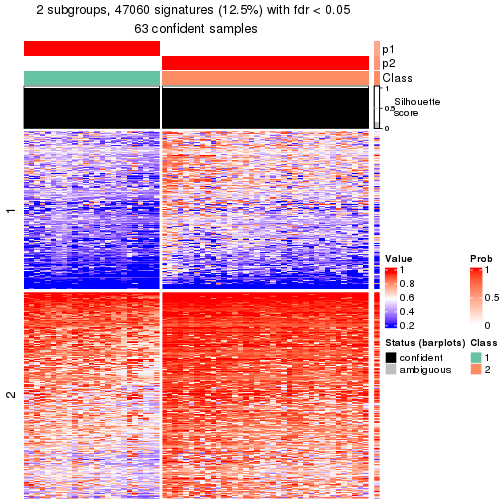 2 subgroups, 47060 signatures (12.5%) with fdr < 0.05
63 confident samples
p1
p2
Class
1
0.5
0
Silhouette
score
1
2
Value
1
0.8
0.6
0.4
0.2
Prob
1
0.5
0
Status (barplots)
confident
ambiguous
Class
1
2